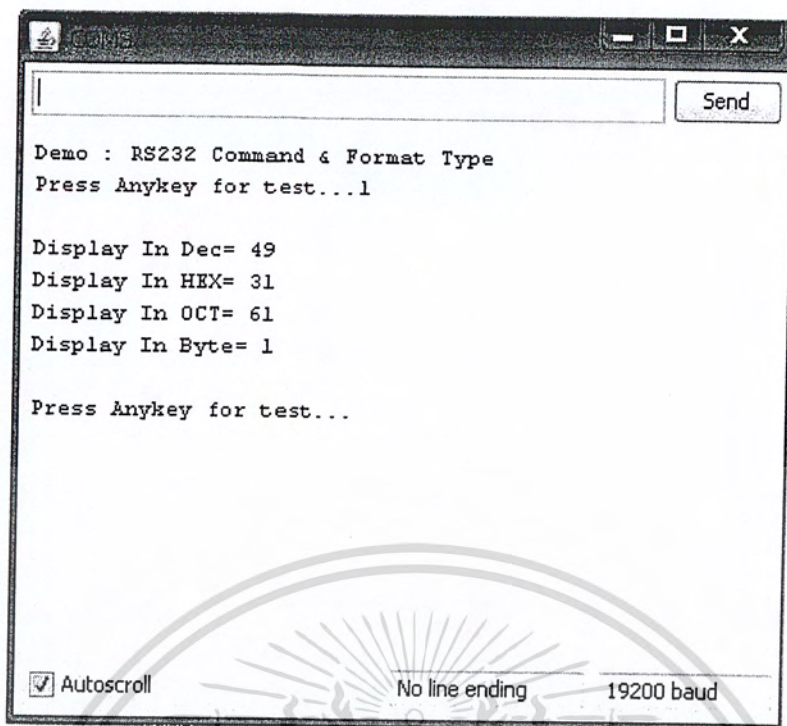 Send
Demo : RS232 Command & Format Type
Press Anykey for test...1
Display In Dec= 49
Display In HEX= 31
Display In OCT= 61
Display In Byte= 1
Press Anykey for test...
Autoscroll
No line ending
19200 baud